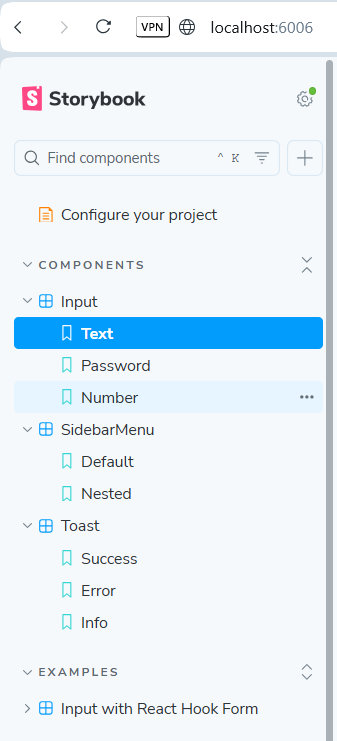 VPN localhost:6006
Storybook
Find components ^ K
Configure your project
COMPONENTS
Input
Text
Password
Number
SidebarMenu
Default
Nested
Toast
Success
Error
Info
EXAMPLES
Input with React Hook Form